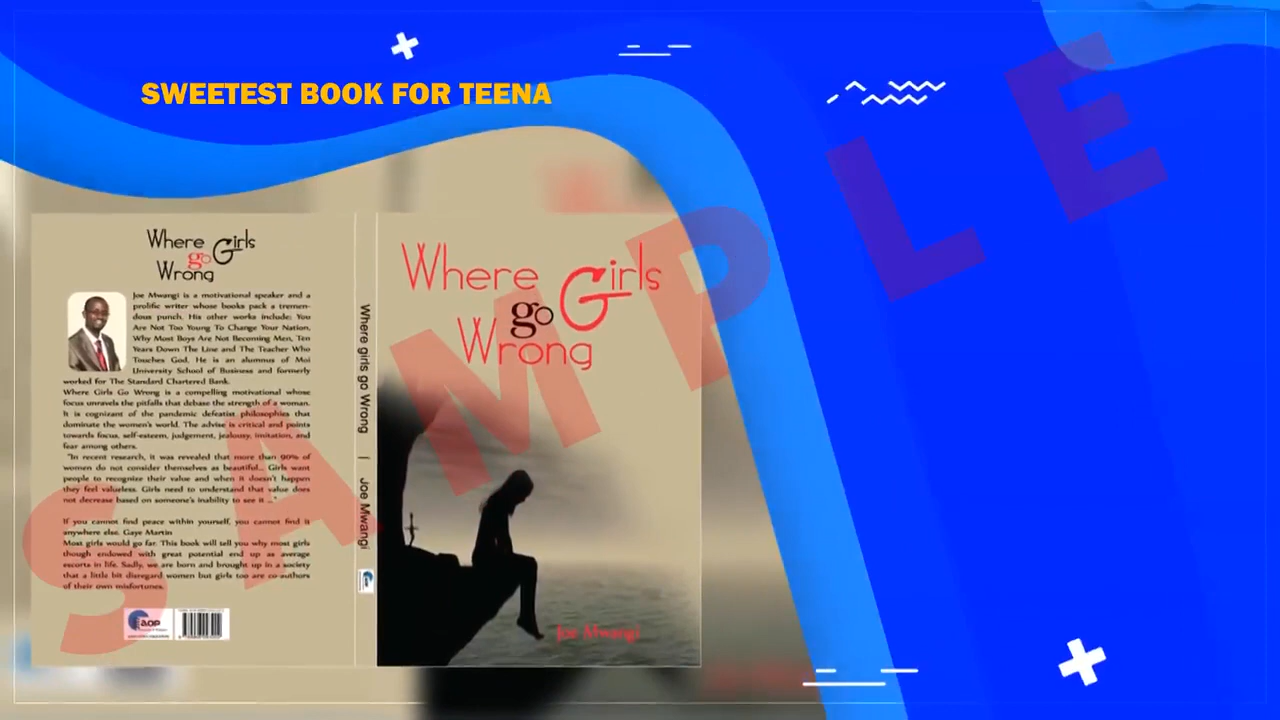 SWEETEST BOOK FOR TEENA
SAMPLE
Where Girls
go
Wrong
Joe Mwangi is a motivational speaker and a
prolific writer whose books pack a tremen-
dous punch. His other works include: You
Are Not Too Young To Change Your Nation,
Why Most Boys Are Not Becoming Men, Ten
Years Down The Line and The Teacher Who
Touches God. He is an alumnus of Moi
University School of Business and formerly
worked for The Standard Chartered Bank.
Where Girls Go Wrong is a compelling motivational whose
focus unravels the pitfalls that debase the strength of a woman.
It is cognizant of the pandemic defeatist philosophies that
dominate the women's world. The advise is critical and points
towards focus, self-esteem, judgement, jealousy, imitation, and
fear among others.
"In recent research, it was revealed that more than 90% of
women do not consider themselves as beautiful... Girls want
people to recognize their value and when it doesn't happen
they feel valueless. Girls need to understand that value does
not decrease based on someone's inability to see it ..."
If you cannot find peace within yourself, you cannot find it
anywhere else. Gaye Martin
Most girls would go far. This book will tell you why most girls
though endowed with great potential end up as average
escorts in life. Sadly, we are born and brought up in a society
that a little bit disregard women but girls too are co-authors
of their own misfortunes.
AOP
Where girls go Wrong | Joe Mwangi
Where Girls
go
Wrong
Joe Mwangi